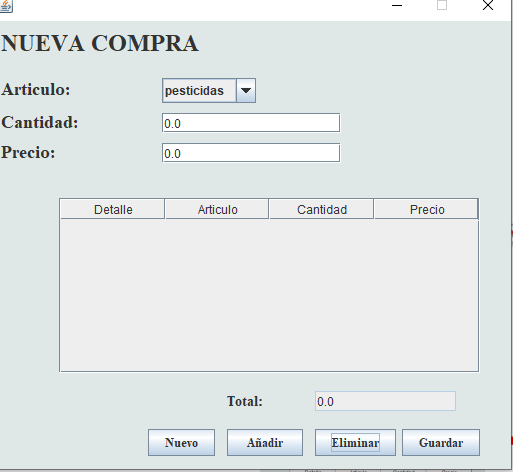 NUEVA COMPRA
Articulo: pesticidas
Cantidad: 0.0
Precio: 0.0
Detalle Articulo Cantidad Precio
Total: 0.0
Nuevo Añadir Eliminar Guardar